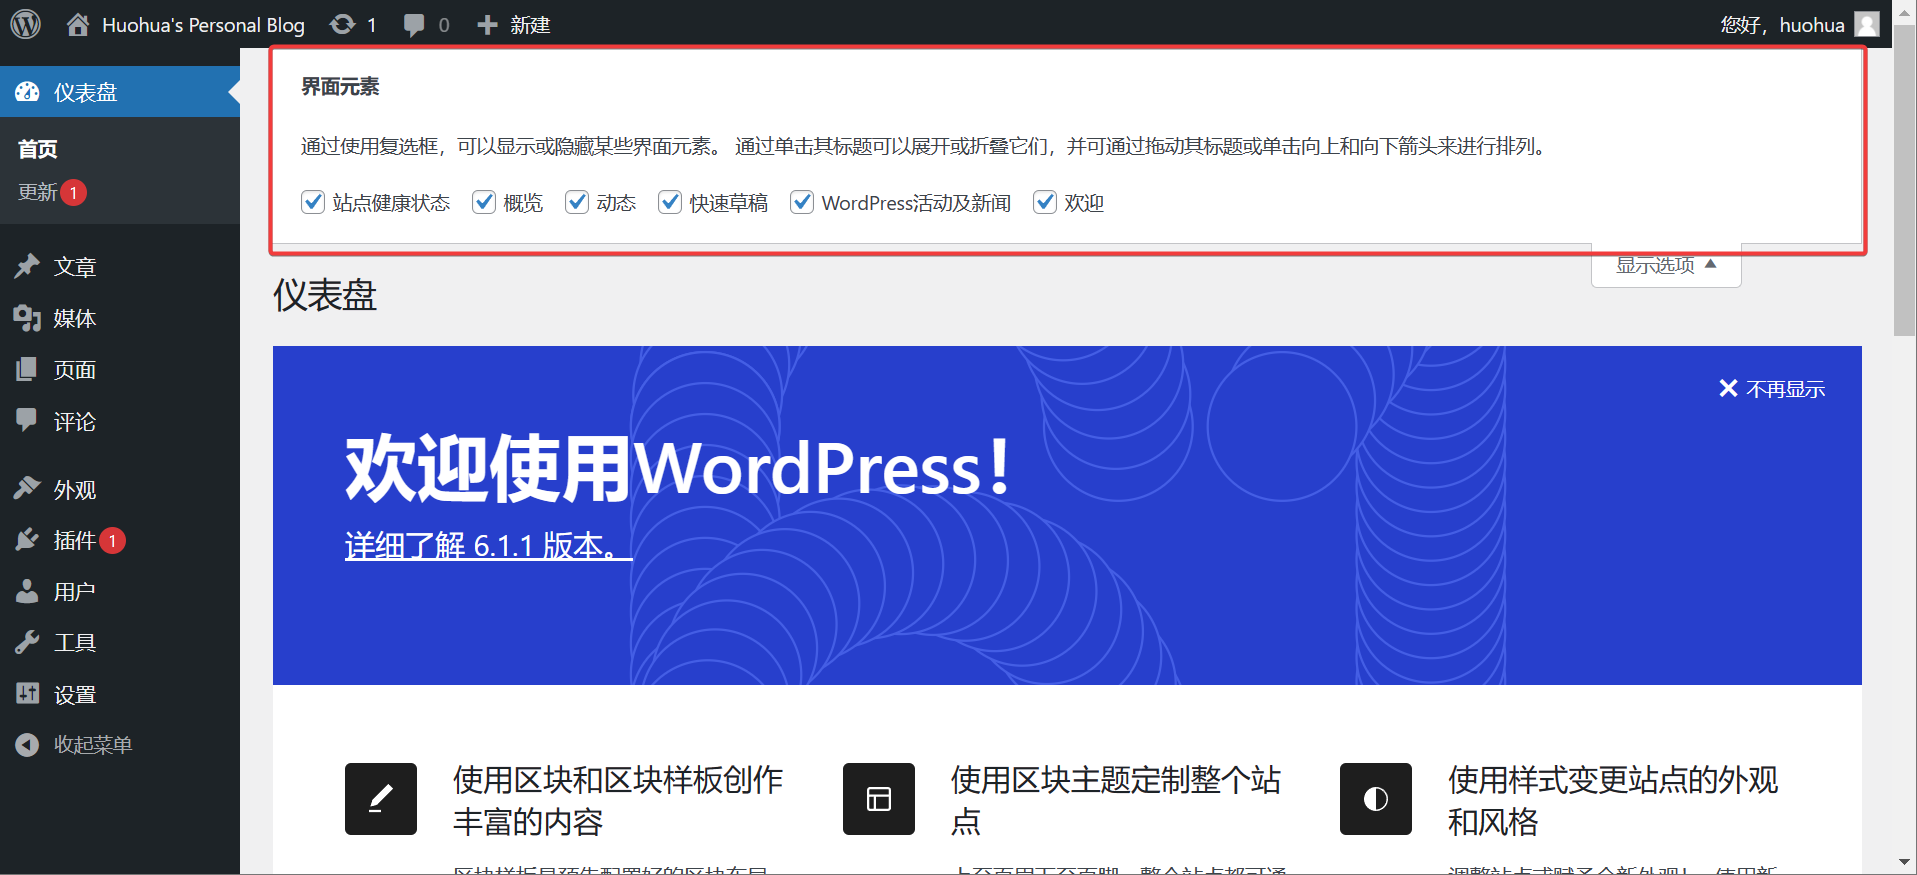 Huohua's Personal Blog 1 0 新建 您好，huohua
仪表盘
首页
更新 1
文章
媒体
页面
评论
外观
插件 1
用户
工具
设置
收起菜单
界面元素
通过使用复选框，可以显示或隐藏某些界面元素。 通过单击其标题可以展开或折叠它们，并可通过拖动其标题或单击向上和向下箭头来进行排列。
站点健康状态 概览 动态 快速草稿 WordPress活动及新闻 欢迎
显示选项
仪表盘
不再显示
欢迎使用WordPress！
详细了解 6.1.1 版本。
使用区块和区块样板创作
丰富的内容
使用区块主题定制整个站
点
使用样式变更站点的外观
和风格